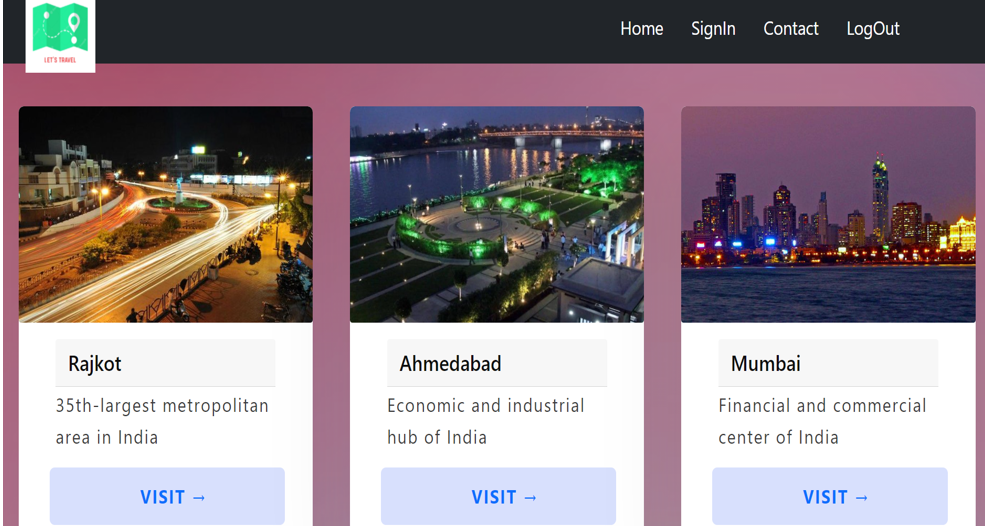 LET'S TRAVEL
Home SignIn Contact LogOut
Rajkot
35th-largest metropolitan
area in India
VISIT →
Ahmedabad
Economic and industrial
hub of India
VISIT →
Mumbai
Financial and commercial
center of India
VISIT →